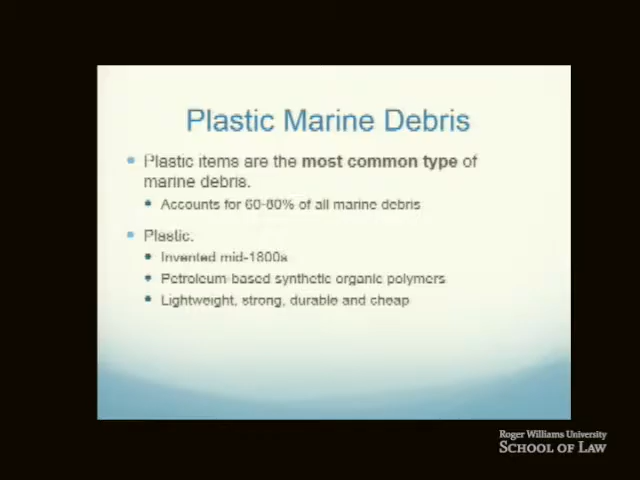 Plastic Marine Debris
Plastic items are the most common type of
marine debris.
Accounts for 60-80% of all marine debris
Plastic.
Invented mid-1800s
Petroleum-based synthetic organic polymers
Lightweight, strong, durable and cheap
Roger Williams University
SCHOOL OF LAW